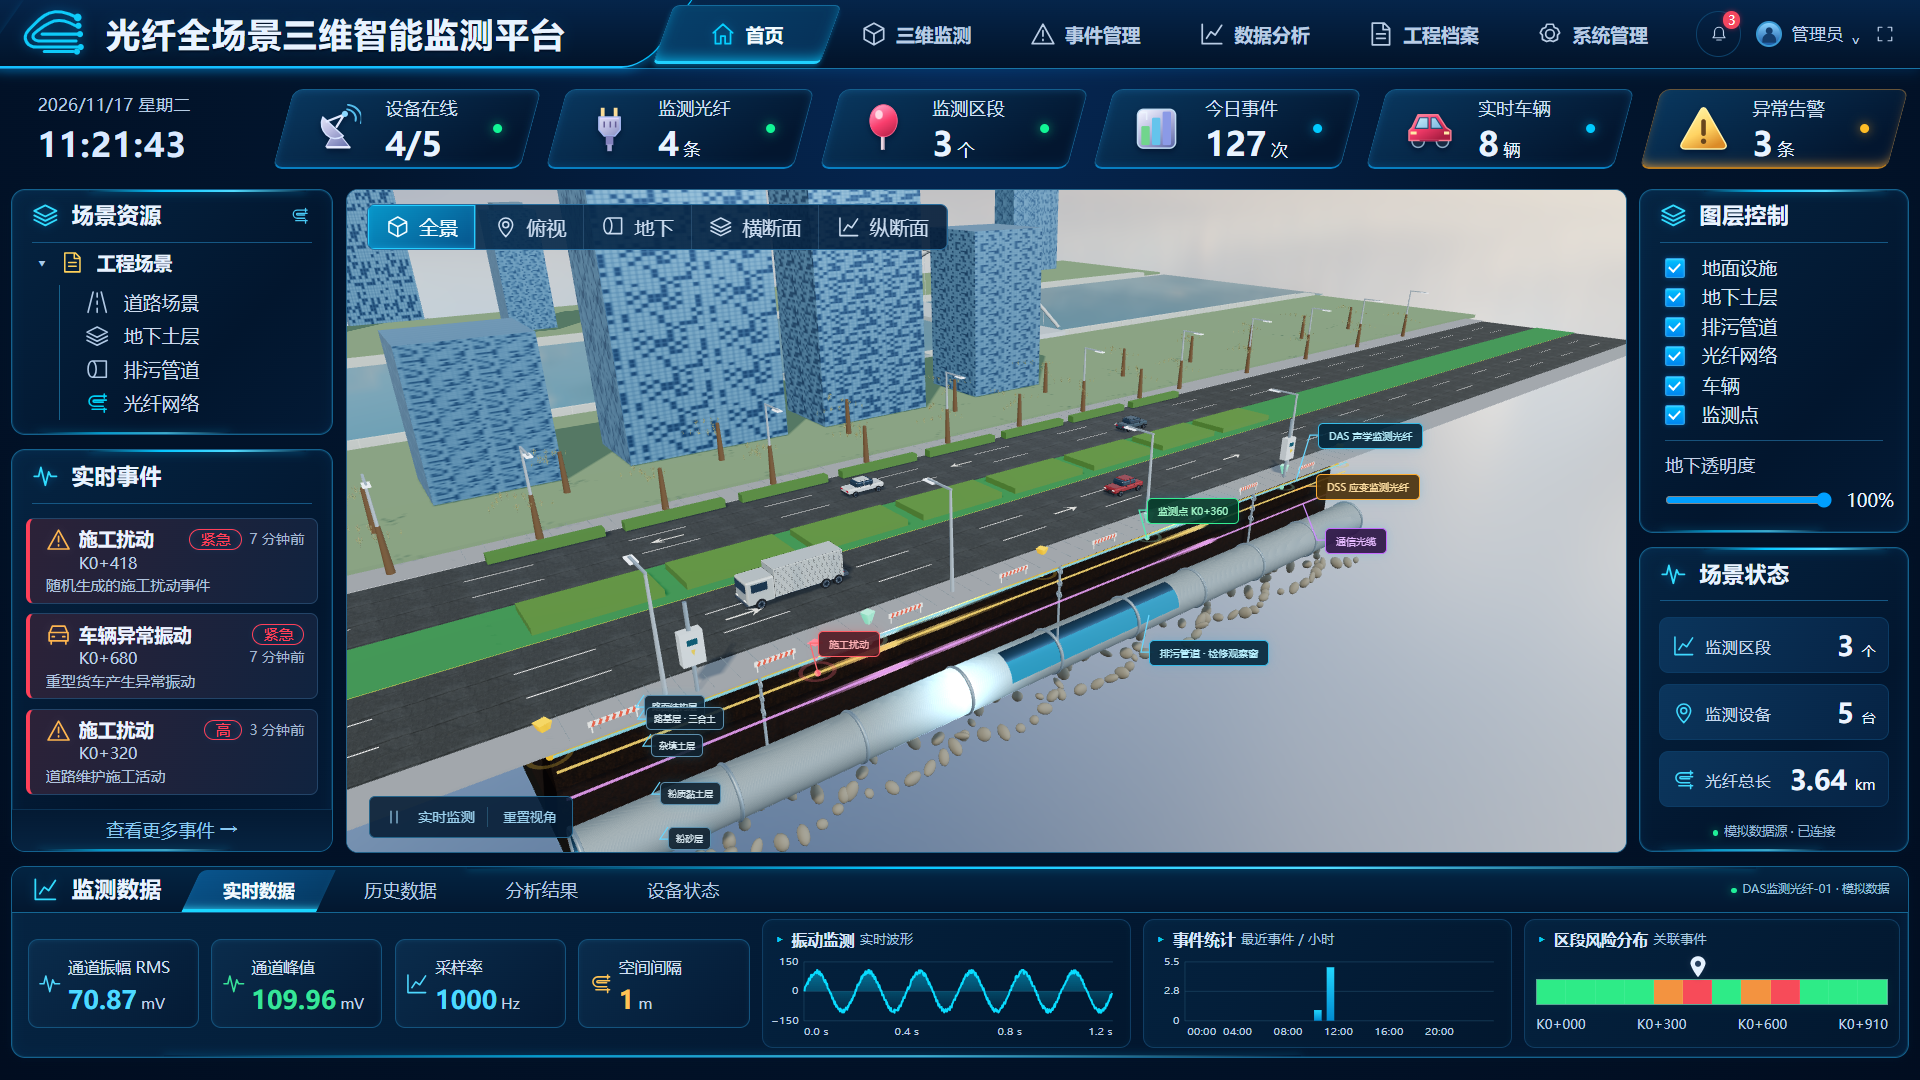 光纤全场景三维智能监测平台
首页
三维监测
事件管理
数据分析
工程档案
系统管理
3
管理员
2026/11/17 星期二
11:21:43
设备在线
4/5
监测光纤
4 条
监测区段
3 个
今日事件
127 次
实时车辆
8 辆
异常告警
3 条
场景资源
工程场景
道路场景
地下土层
排污管道
光纤网络
实时事件
施工扰动 紧急 7 分钟前
K0+418
随机生成的施工扰动事件
车辆异常振动 紧急
K0+680 7 分钟前
重型货车产生异常振动
施工扰动 高 3 分钟前
K0+320
道路维护施工活动
查看更多事件 →
全景
俯视
地下
横断面
纵断面
DAS 声学监测光纤
DSS 应变监测光纤
监测点 K0+360
通信光缆
施工扰动
排污管道 · 检修观察窗
路基层 · 三合土
杂填土层
粉质黏土层
粉砂层
实时监测
重置视角
图层控制
地面设施
地下土层
排污管道
光纤网络
车辆
监测点
地下透明度
100%
场景状态
监测区段 3 个
监测设备 5 台
光纤总长 3.64 km
模拟数据源 · 已连接
监测数据
实时数据
历史数据
分析结果
设备状态
DAS监测光纤-01 · 模拟数据
通道振幅 RMS
70.87 mV
通道峰值
109.96 mV
采样率
1000 Hz
空间间隔
1 m
振动监测 实时波形
150
0
−150
0.0 s 0.4 s 0.8 s 1.2 s
事件统计 最近事件 / 小时
5.5
2.8
0
00:00 04:00 08:00 12:00 16:00 20:00
区段风险分布 关联事件
K0+000 K0+300 K0+600 K0+910